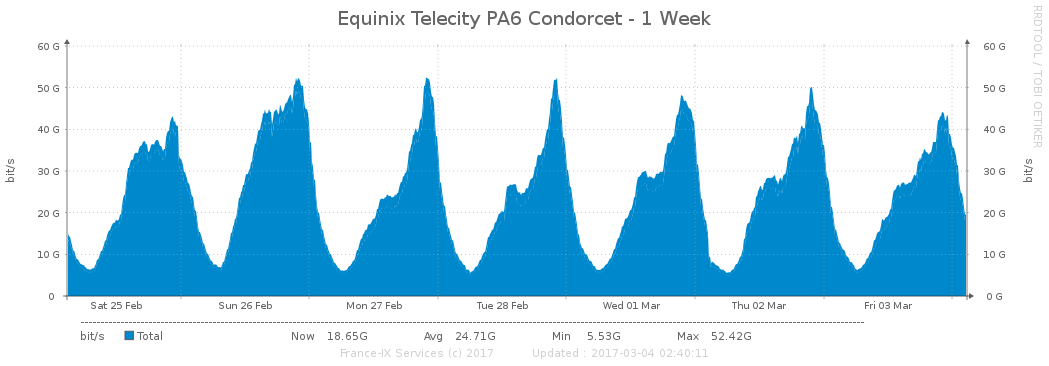 Equinix Telecity PA6 Condorcet - 1 Week
RRDTOOL / TOBI OETIKER
60 G 60 G
50 G 50 G
40 G 40 G
30 G 30 G
20 G 20 G
10 G 10 G
0 0 G
bit/s
bit/s
Sat 25 Feb Sun 26 Feb Mon 27 Feb Tue 28 Feb Wed 01 Mar Thu 02 Mar Fri 03 Mar
bit/s Total Now 18.65G Avg 24.71G Min 5.53G Max 52.42G
France-IX Services (c) 2017 Updated : 2017-03-04 02:40:11